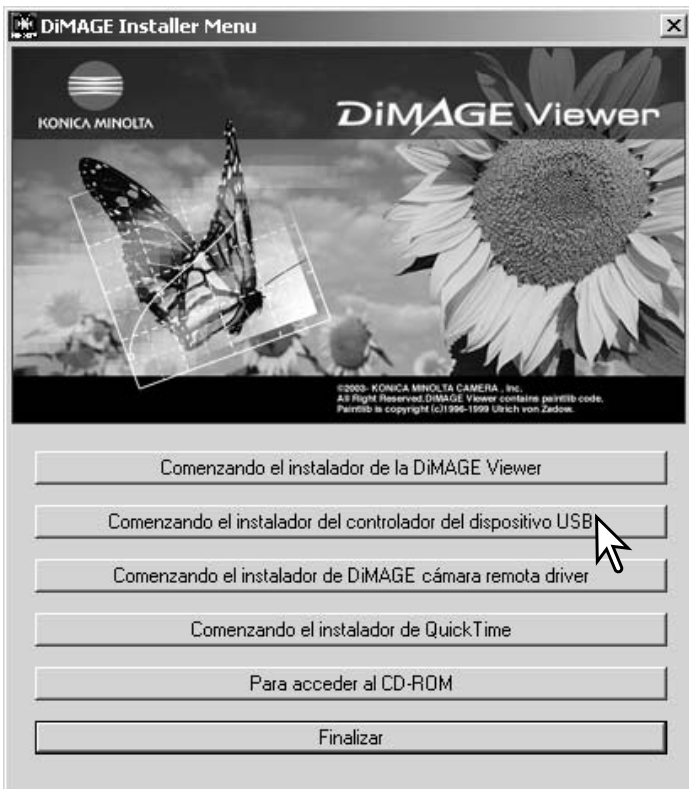 DiMAGE Installer Menu
KONICA MINOLTA
DiMAGE Viewer
©2003- KONICA MINOLTA CAMERA , Inc.
All Right Reserved.DiMAGE Viewer contains paintlib code.
Paintlib is copyright (c)1996-1999 Ulrich von Zadow.
Comenzando el instalador de la DiMAGE Viewer
Comenzando el instalador del controlador del dispositivo USB
Comenzando el instalador de DiMAGE cámara remota driver
Comenzando el instalador de QuickTime
Para acceder al CD-ROM
Finalizar